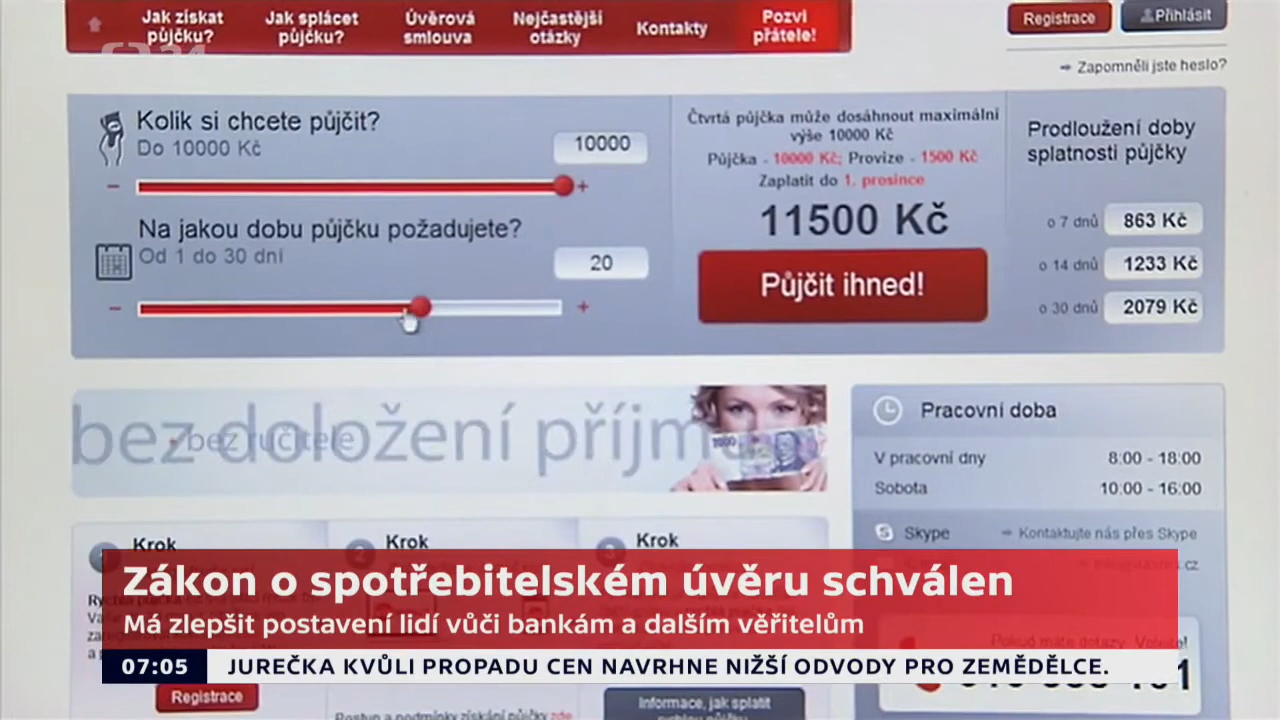 Jak získat půjčku?
Jak splácet půjčku?
Úvěrová smlouva
Nejčastější otázky
Kontakty
Pozvi přátele!
Registrace
Přihlásit
Zapomněli jste heslo?
Kolik si chcete půjčit?
Do 10000 Kč
10000
Na jakou dobu půjčku požadujete?
Od 1 do 30 dní
20
Čtvrtá půjčka může dosáhnout maximální
výše 10000 Kč
Půjčka - 10000 Kč; Provize - 1500 Kč
Zaplatit do 1. prosince
11500 Kč
Půjčit ihned!
Prodloužení doby
splatnosti půjčky
o 7 dnů 863 Kč
o 14 dnů 1233 Kč
o 30 dnů 2079 Kč
bez doložení příjm
bez ručitele
Pracovní doba
V pracovní dny 8:00 - 18:00
Sobota 10:00 - 16:00
Skype Kontaktujte nás přes Skype
Krok
2 Krok
3 Krok
Zákon o spotřebitelském úvěru schválen
Má zlepšit postavení lidí vůči bankám a dalším věřitelům
07:05 JUREČKA KVŮLI PROPADU CEN NAVRHNE NIŽŠÍ ODVODY PRO ZEMĚDĚLCE.
Registrace
Informace, jak splatit